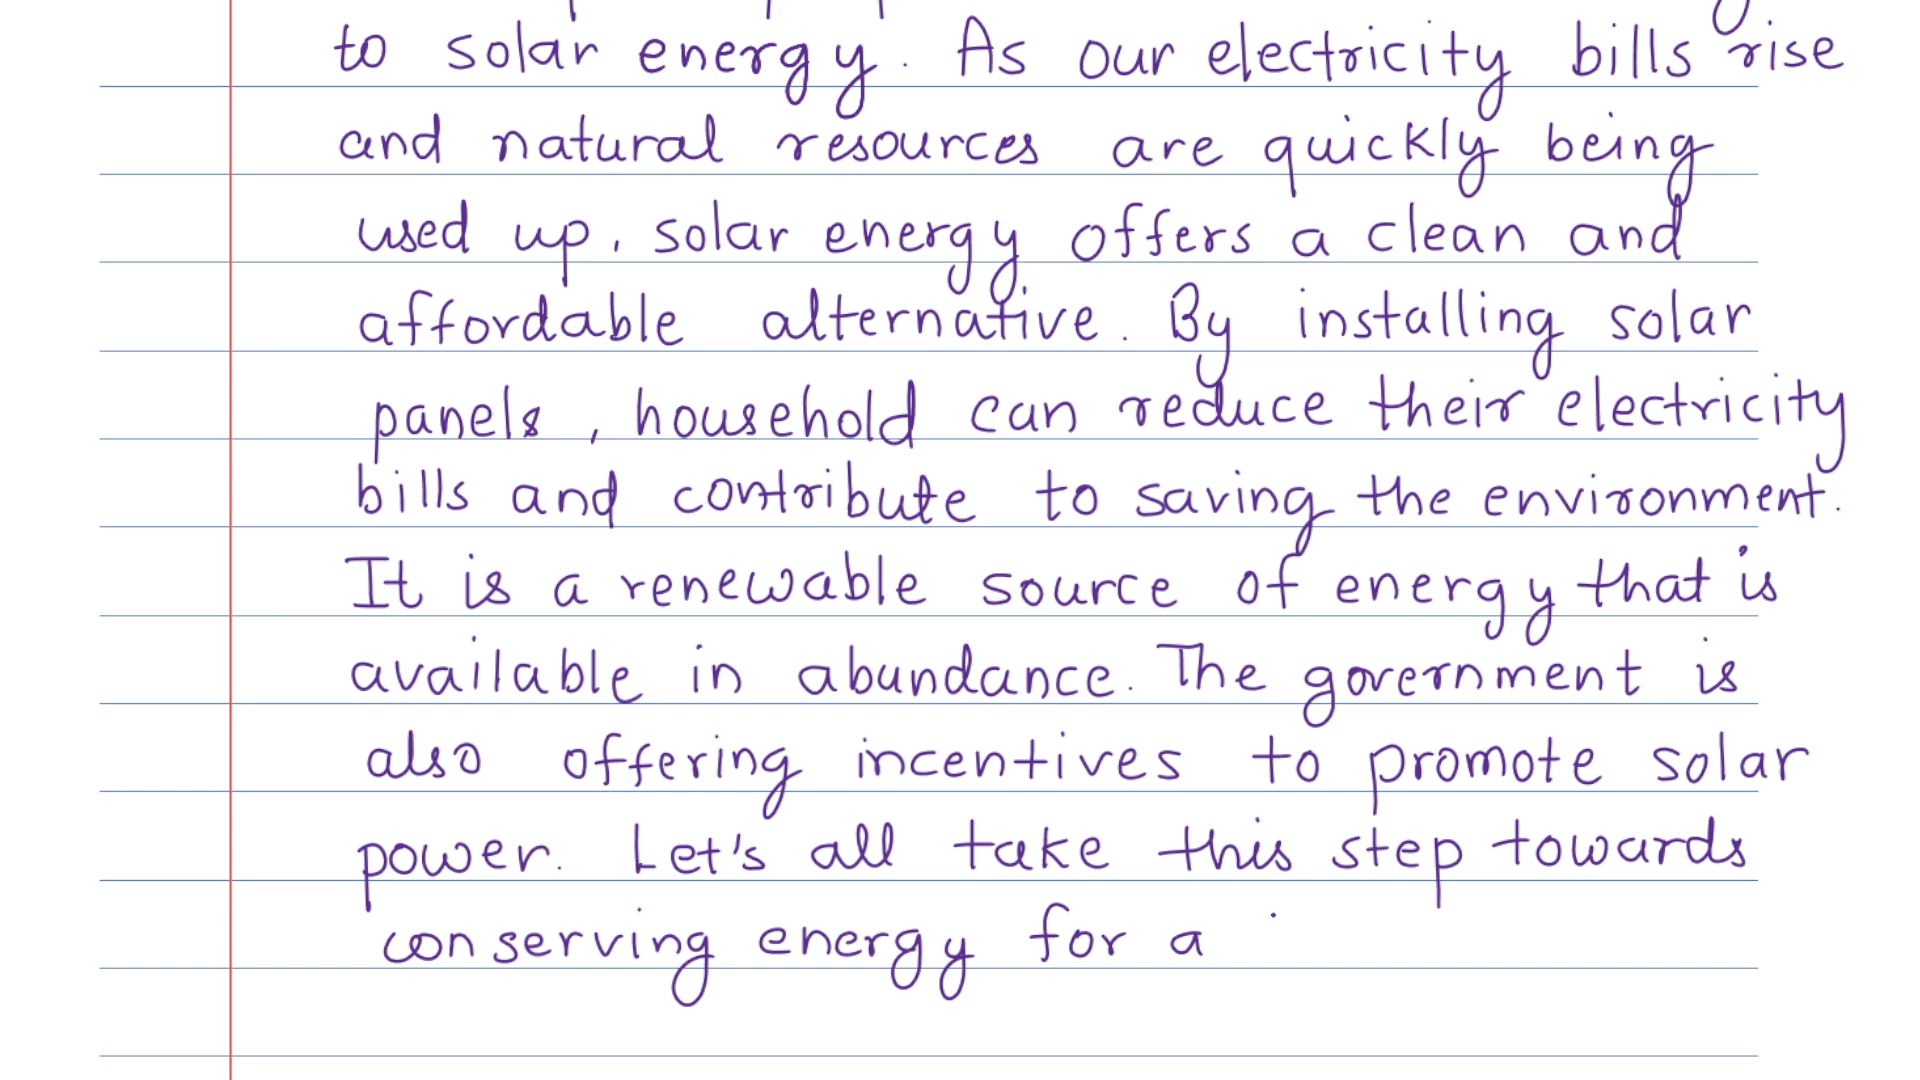 to solar energy. As our electricity bills rise
and natural resources are quickly being
used up, solar energy offers a clean and
affordable alternative. By installing solar
panels, household can reduce their electricity
bills and contribute to saving the environment.
It is a renewable source of energy that is
available in abundance. The government is
also offering incentives to promote solar
power. Let's all take this step towards
conserving energy for a